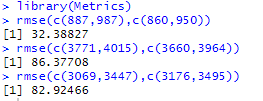 > library(Metrics)
> rmse(c(887,987),c(860,950))
[1] 32.38827
> rmse(c(3771,4015),c(3660,3964))
[1] 86.37708
> rmse(c(3069,3447),c(3176,3495))
[1] 82.92466
>